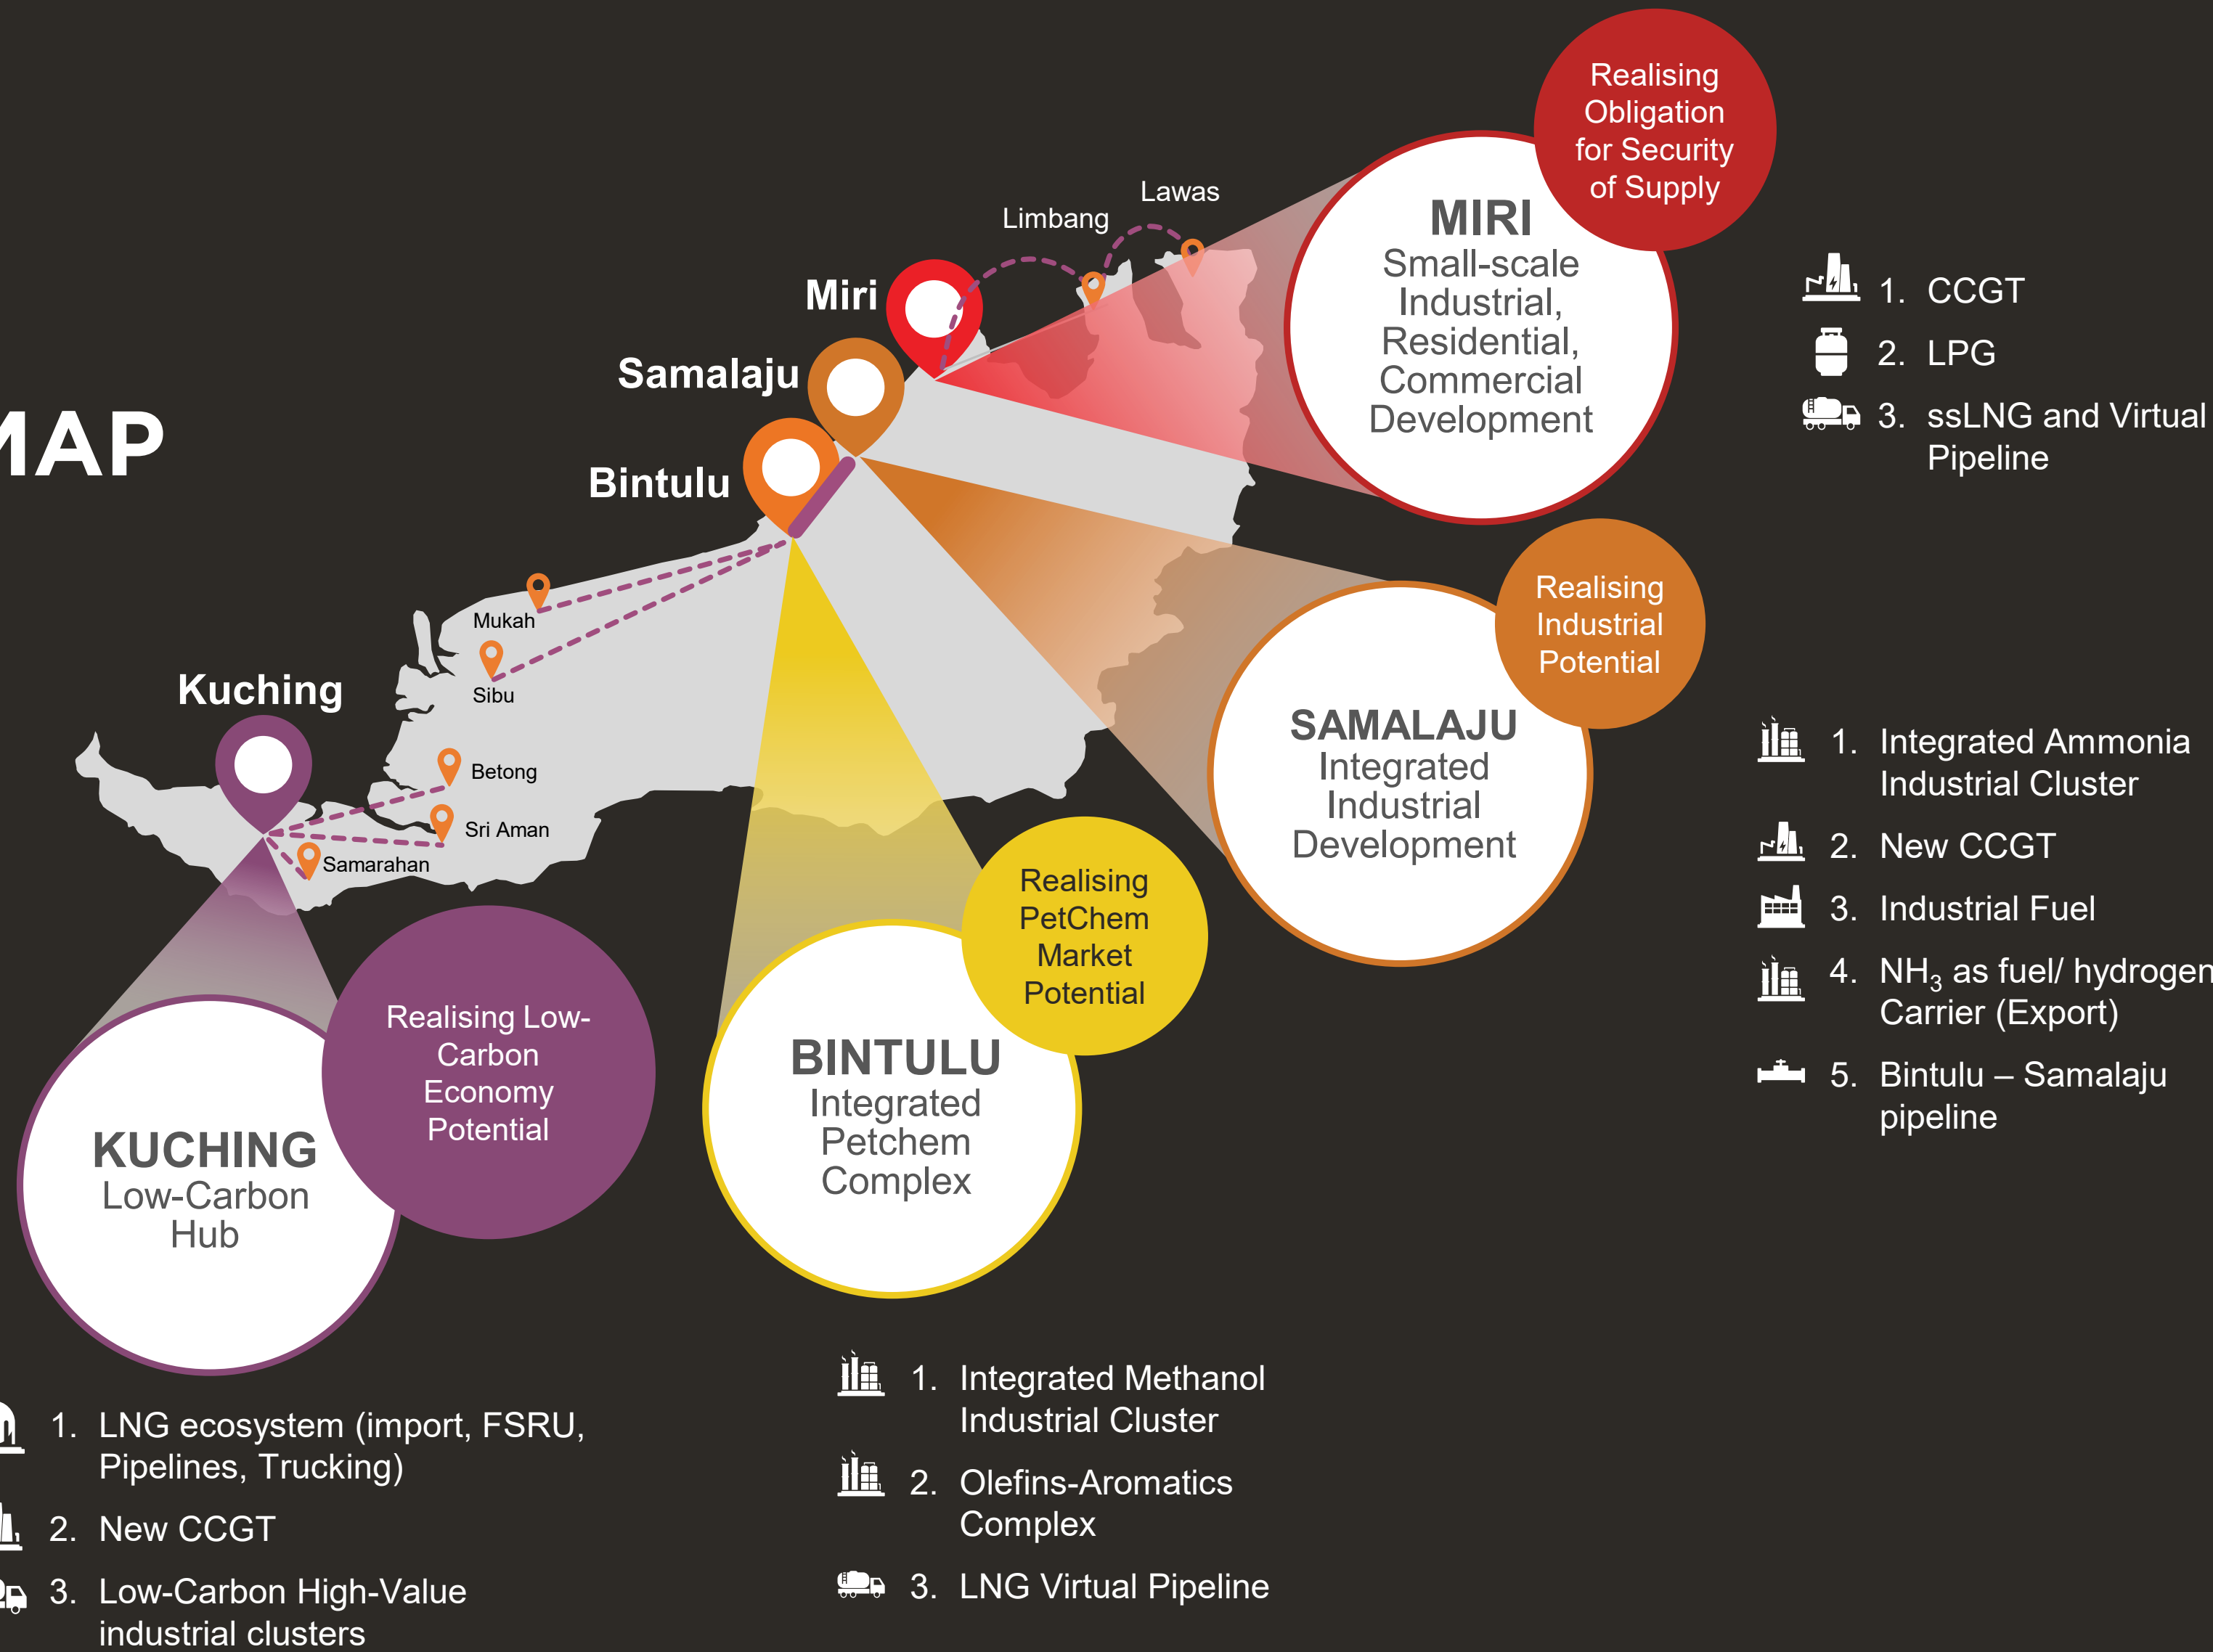 MAP
Realising
Obligation
for Security
of Supply
MIRI
Small-scale
Industrial,
Residential,
Commercial
Development
1. CCGT
2. LPG
3. ssLNG and Virtual
Pipeline
Lawas
Limbang
Miri
Samalaju
Bintulu
Mukah
Sibu
Kuching
Betong
Sri Aman
Samarahan
Realising
Industrial
Potential
SAMALAJU
Integrated
Industrial
Development
1. Integrated Ammonia
Industrial Cluster
2. New CCGT
3. Industrial Fuel
4. NH₃ as fuel/ hydrogen
Carrier (Export)
5. Bintulu – Samalaju
pipeline
Realising
PetChem
Market
Potential
BINTULU
Integrated
Petchem
Complex
1. Integrated Methanol
Industrial Cluster
2. Olefins-Aromatics
Complex
3. LNG Virtual Pipeline
Realising Low-
Carbon
Economy
Potential
KUCHING
Low-Carbon
Hub
1. LNG ecosystem (import, FSRU,
Pipelines, Trucking)
2. New CCGT
3. Low-Carbon High-Value
industrial clusters